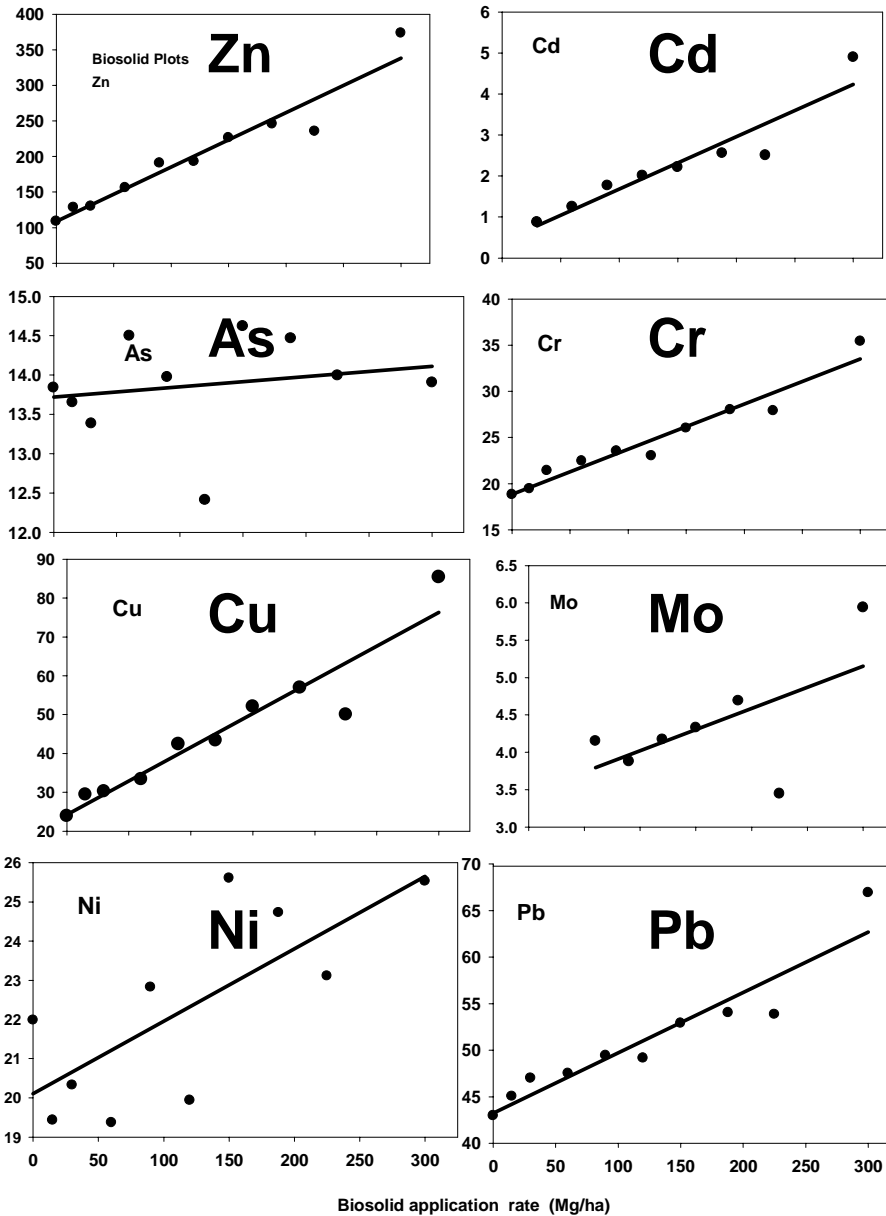 400
350
300
250
200
150
100
50
Biosolid Plots
Zn
Zn
6
5
4
3
2
1
0
Cd
Cd
15.0
14.5
14.0
13.5
13.0
12.5
12.0
As
As
40
35
30
25
20
15
Cr
Cr
90
80
70
60
50
40
30
20
Cu
Cu
6.5
6.0
5.5
5.0
4.5
4.0
3.5
3.0
Mo
Mo
26
25
24
23
22
21
20
19
Ni
Ni
0 50 100 150 200 250 300
70
65
60
55
50
45
40
Pb
Pb
0 50 100 150 200 250 300
Biosolid application rate (Mg/ha)